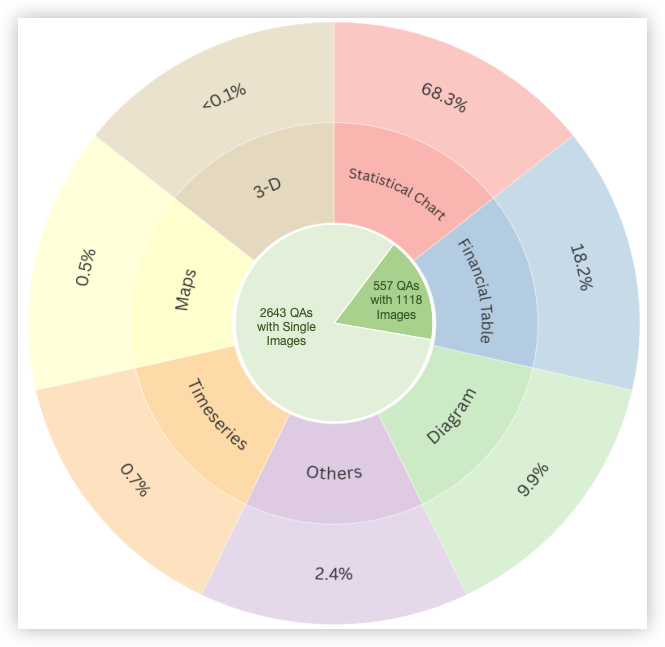 <0.1%
68.3%
3-D
Statistical Chart
18.2%
Financial Table
0.5%
Maps
2643 QAs
with Single
Images
557 QAs
with 1118
Images
Timeseries
Diagram
0.7%
Others
9.9%
2.4%